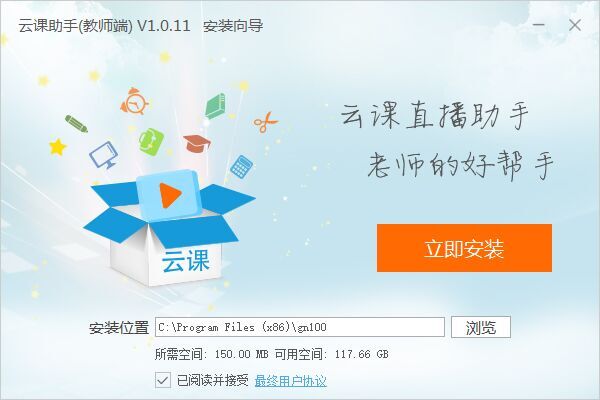 云课助手(教师端) V1.0.11 安装向导
云课直播助手
老师的好帮手
云课
立即安装
安装位置 C:\Program Files (x86)\gn100 浏览
所需空间: 150.00 MB 可用空间: 117.66 GB
已阅读并接受 最终用户协议